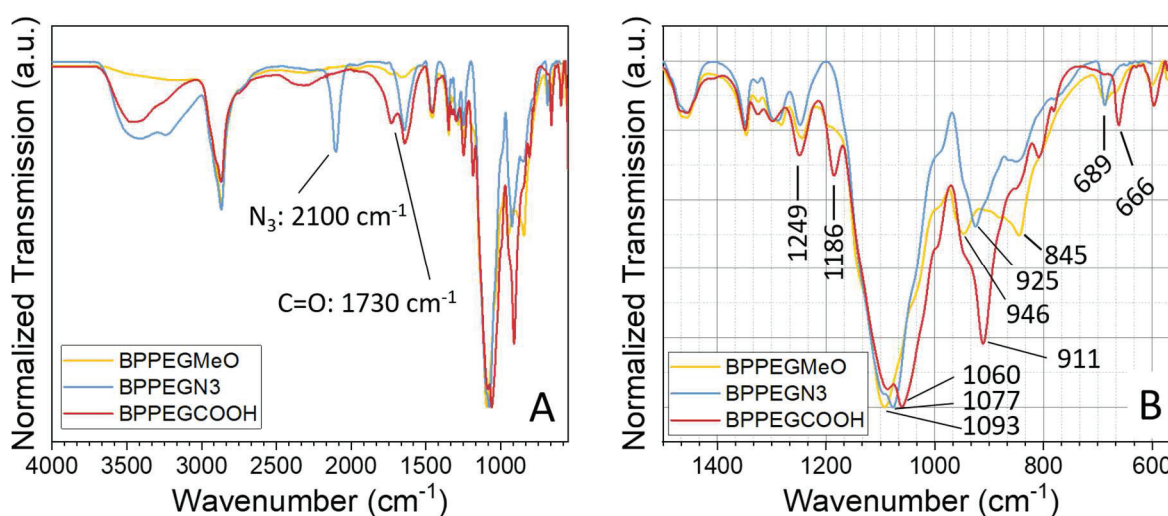 Normalized Transmission (a.u.)
N₃: 2100 cm⁻¹
C=O: 1730 cm⁻¹
BPPEGMeO
BPPEGN3
BPPEGCOOH
A
4000 3500 3000 2500 2000 1500 1000
Wavenumber (cm⁻¹)
Normalized Transmission (a.u.)
1249
1186
689
666
845
925
946
911
1060
1077
1093
BPPEGMeO
BPPEGN3
BPPEGCOOH
B
1400 1200 1000 800 600
Wavenumber (cm⁻¹)